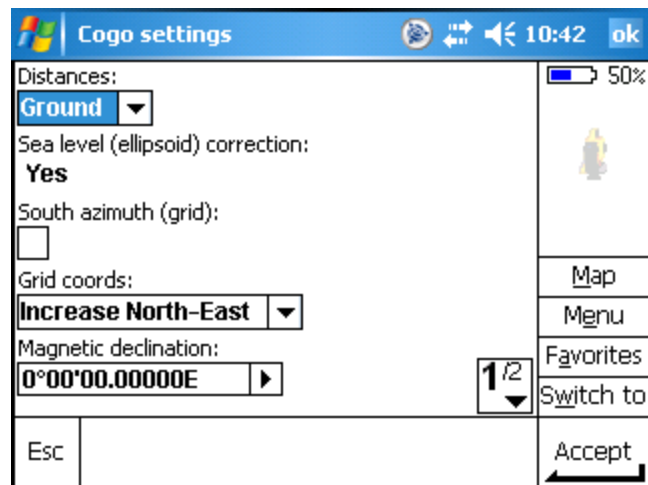 Cogo settings 10:42 ok
Distances:
50%
Ground
Sea level (ellipsoid) correction:
Yes
South azimuth (grid):
Grid coords:
Map
Increase North-East
Menu
Magnetic declination:
Favorites
0°00'00.00000E
1/2
Switch to
Esc
Accept